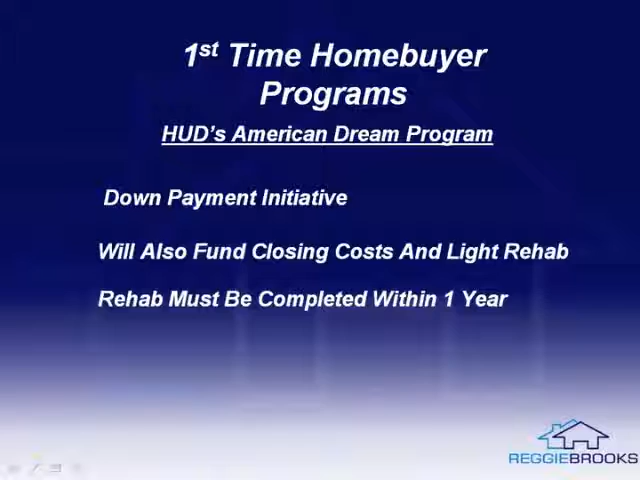 1st Time Homebuyer
Programs
HUD's American Dream Program
Down Payment Initiative
Will Also Fund Closing Costs And Light Rehab
Rehab Must Be Completed Within 1 Year
REGGIEBROOKS